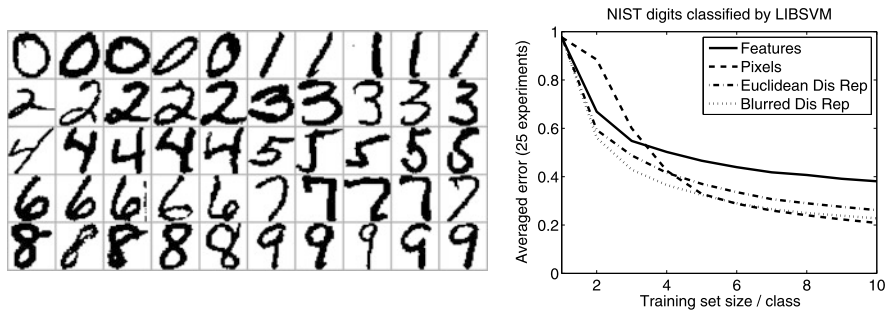 0 0 0 0 0 1 1 1 1 1
2 2 2 2 2 3 3 3 3 3
4 4 4 4 4 5 5 5 5 5
6 6 6 6 6 7 7 7 7 7
8 8 8 8 8 9 9 9 9 9
NIST digits classified by LIBSVM
Averaged error (25 experiments)
1
0.8
0.6
0.4
0.2
0
Features
Pixels
Euclidean Dis Rep
Blurred Dis Rep
2 4 6 8 10
Training set size / class